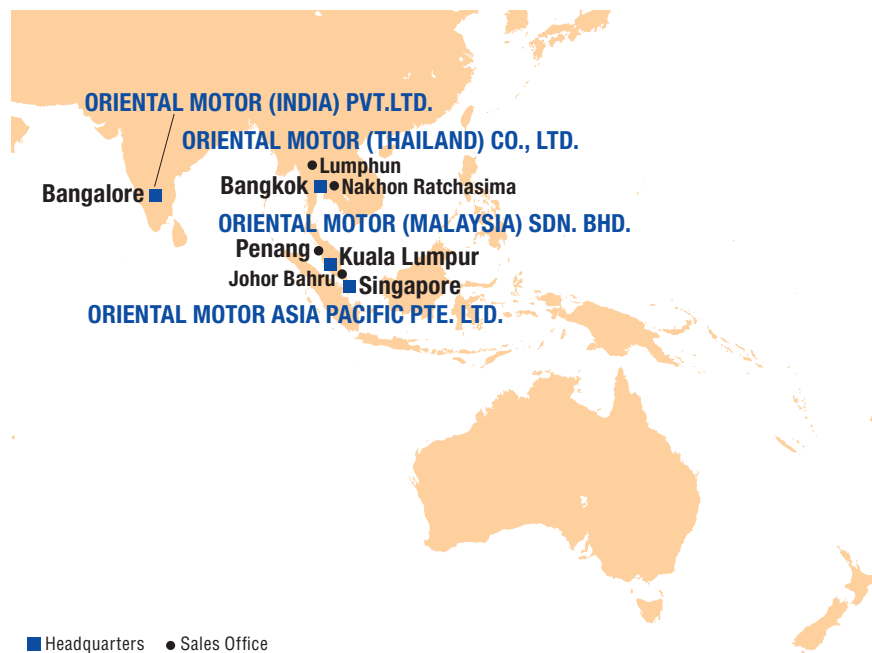 ORIENTAL MOTOR (INDIA) PVT.LTD.
ORIENTAL MOTOR (THAILAND) CO., LTD.
Lumphun
Bangalore
Bangkok
Nakhon Ratchasima
ORIENTAL MOTOR (MALAYSIA) SDN. BHD.
Penang
Kuala Lumpur
Johor Bahru
Singapore
ORIENTAL MOTOR ASIA PACIFIC PTE. LTD.
Headquarters
Sales Office